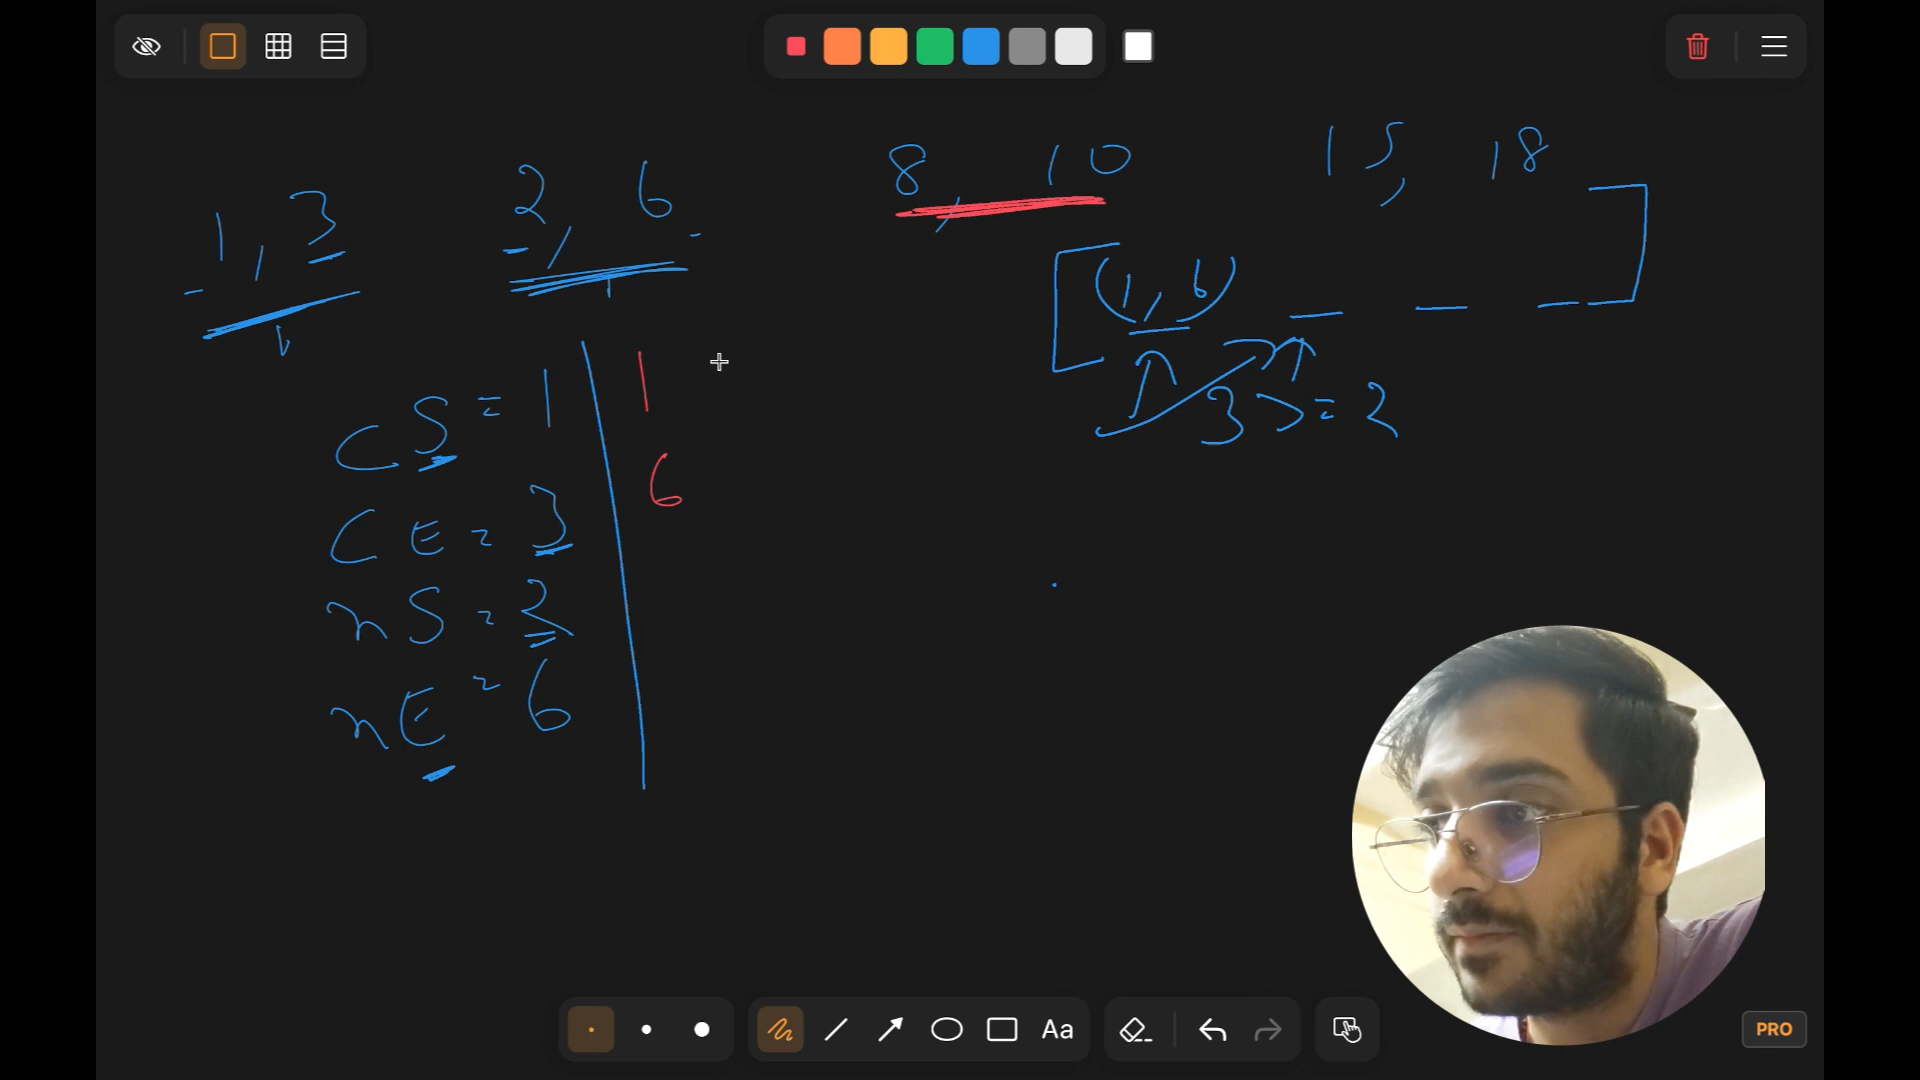 1, 3
2, 6
8, 10
15, 18
[(1, 6) _ _ _ ]
3 >= 2
CS = 1
CE = 3
nS = 2
nE = 6
1
6
Aa
PRO